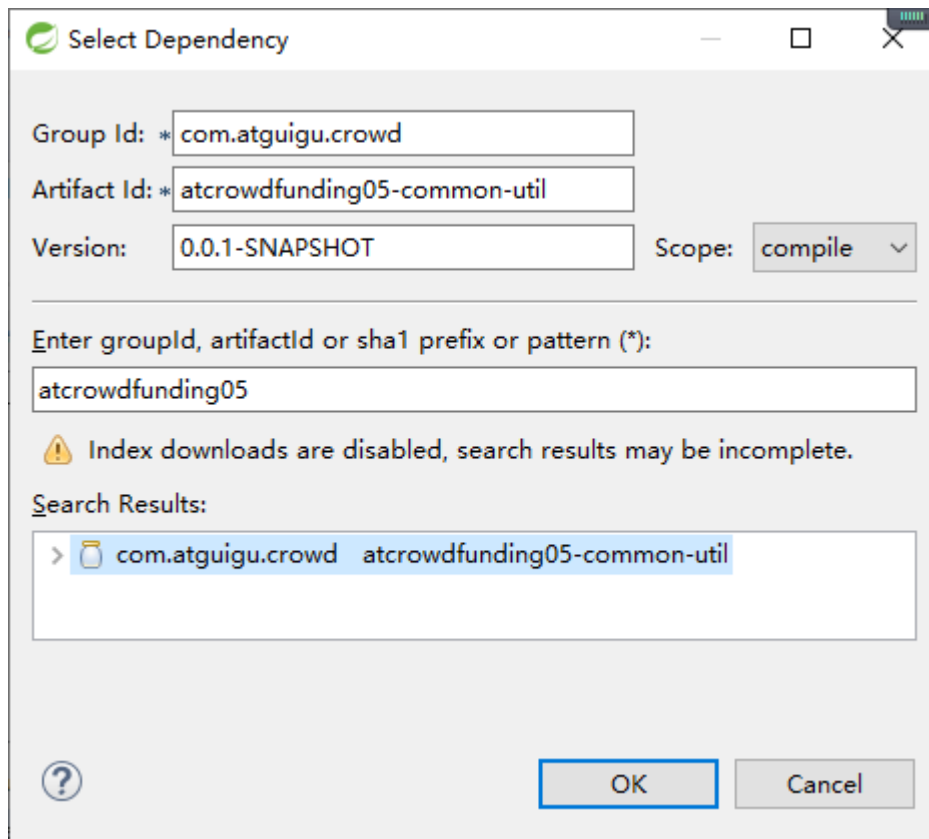 Select Dependency
Group Id: * com.atguigu.crowd
Artifact Id: * atcrowdfunding05-common-util
Version: 0.0.1-SNAPSHOT Scope: compile
Enter groupId, artifactId or sha1 prefix or pattern (*):
atcrowdfunding05
Index downloads are disabled, search results may be incomplete.
Search Results:
com.atguigu.crowd atcrowdfunding05-common-util
? OK Cancel